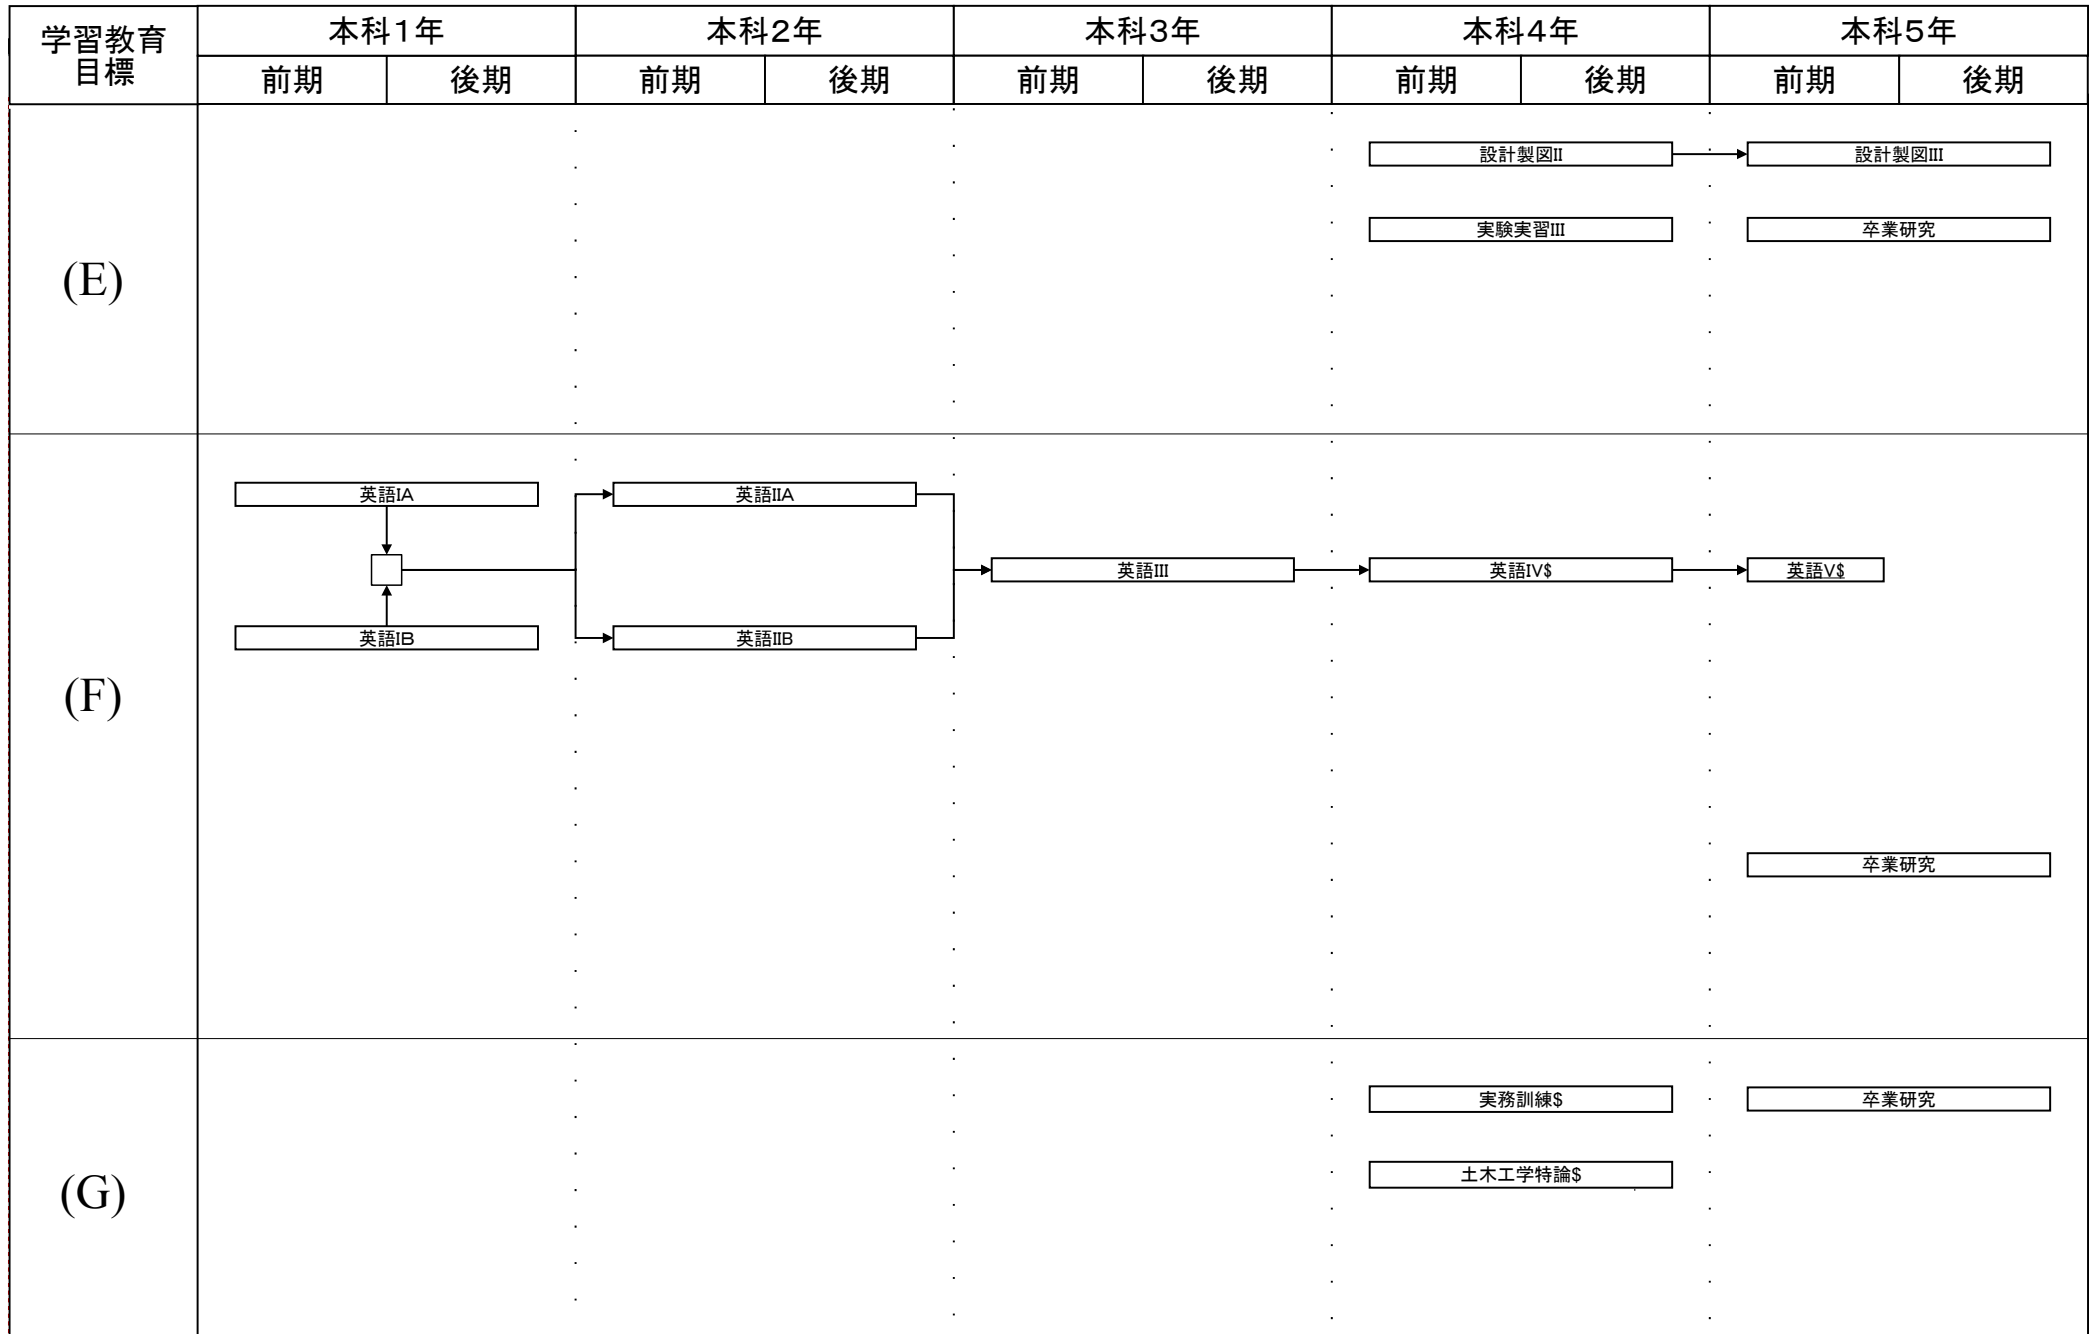 学習教育
目標
本科1年
本科2年
本科3年
本科4年
本科5年
前期
後期
前期
後期
前期
後期
前期
後期
前期
後期
(E)
設計製図II
設計製図III
実験実習III
卒業研究
(F)
英語IA
英語IIA
英語III
英語IV$
英語V$
英語IB
英語IIB
卒業研究
(G)
実務訓練$
卒業研究
土木工学特論$